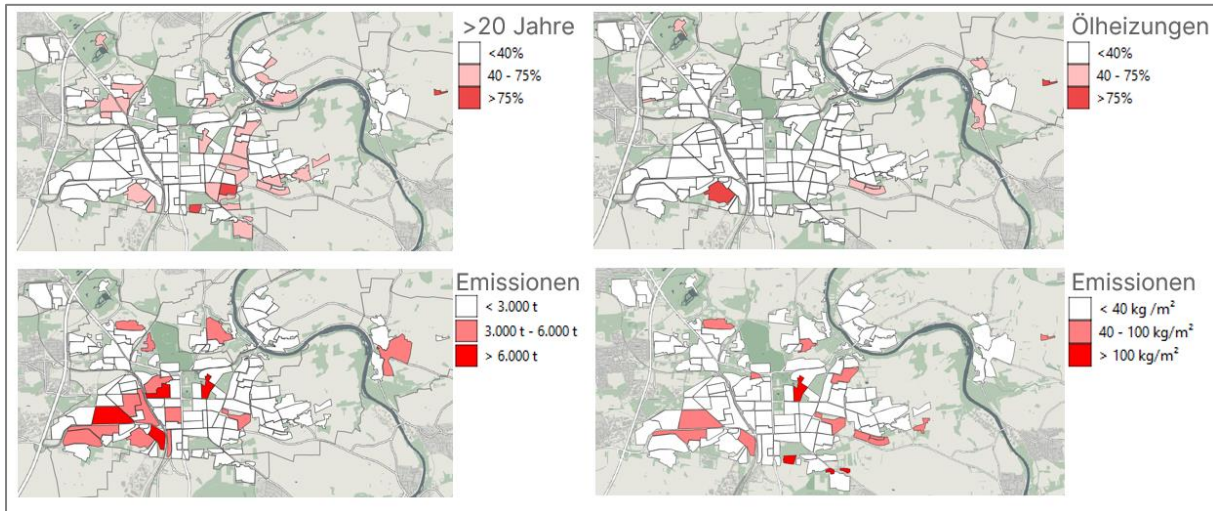 >20 Jahre
<40%
40 - 75%
>75%
Ölheizungen
<40%
40 - 75%
>75%
Emissionen
< 3.000 t
3.000 t - 6.000 t
> 6.000 t
Emissionen
< 40 kg /m²
40 - 100 kg/m²
> 100 kg/m²